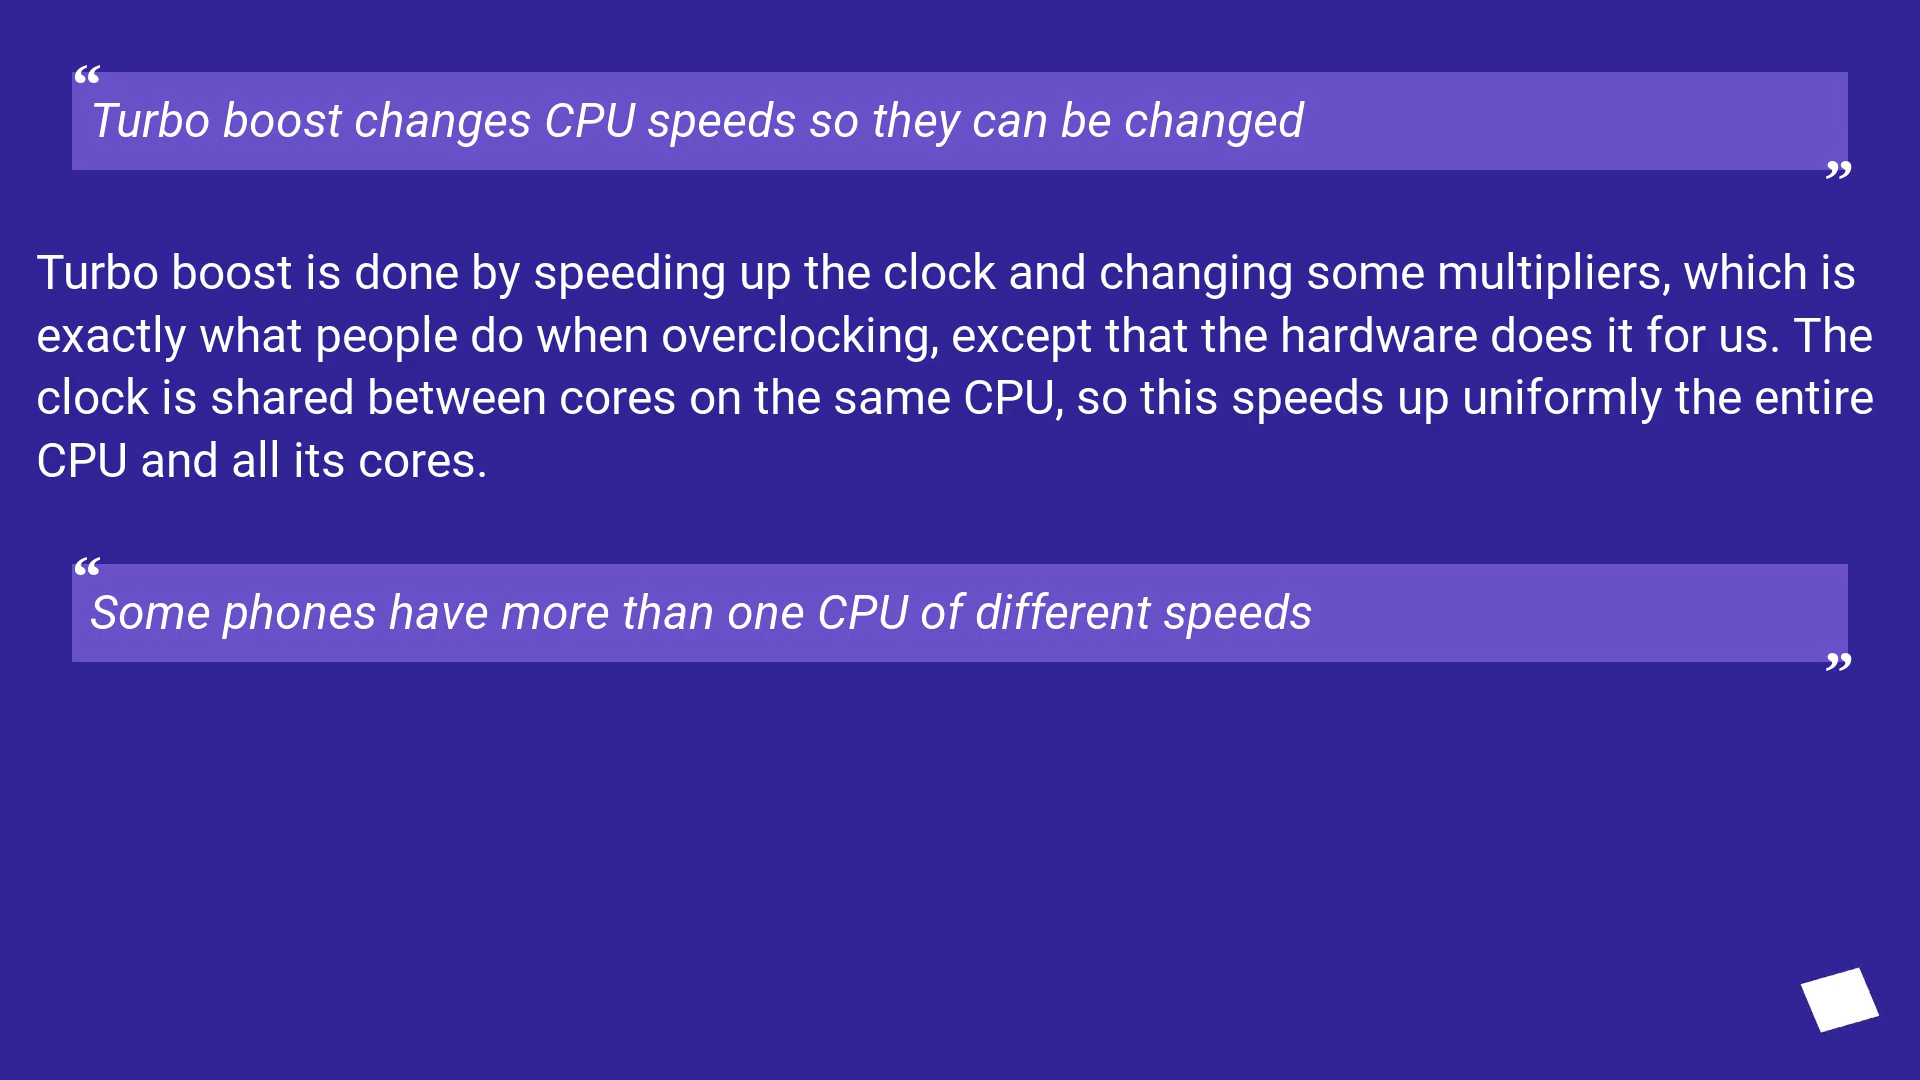 “
Turbo boost changes CPU speeds so they can be changed
”
Turbo boost is done by speeding up the clock and changing some multipliers, which is
exactly what people do when overclocking, except that the hardware does it for us. The
clock is shared between cores on the same CPU, so this speeds up uniformly the entire
CPU and all its cores.
“
Some phones have more than one CPU of different speeds
”